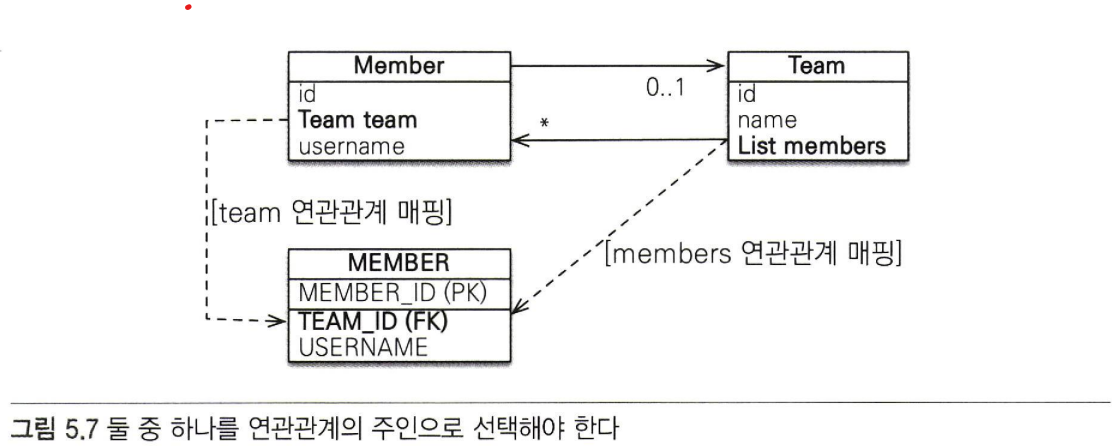 Member
id
Team team
username
0..1
*
Team
id
name
List members
[team 연관관계 매핑]
[members 연관관계 매핑]
MEMBER
MEMBER_ID (PK)
TEAM_ID (FK)
USERNAME
그림 5.7 둘 중 하나를 연관관계의 주인으로 선택해야 한다